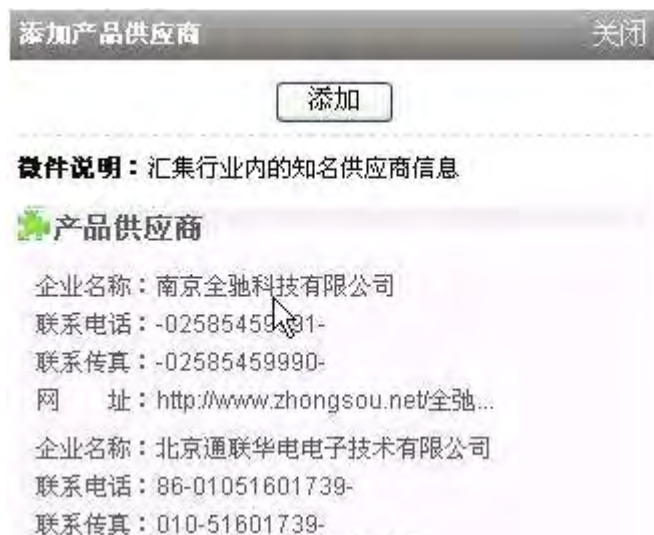 添加产品供应商 关闭
添加
微件说明：汇集行业内的知名供应商信息
产品供应商
企业名称：南京全驰科技有限公司
联系电话：-02585459991-
联系传真：-02585459990-
网 址：http://www.zhongsou.net/全驰...
企业名称：北京通联华电电子技术有限公司
联系电话：86-01051601739-
联系传真：010-51601739-